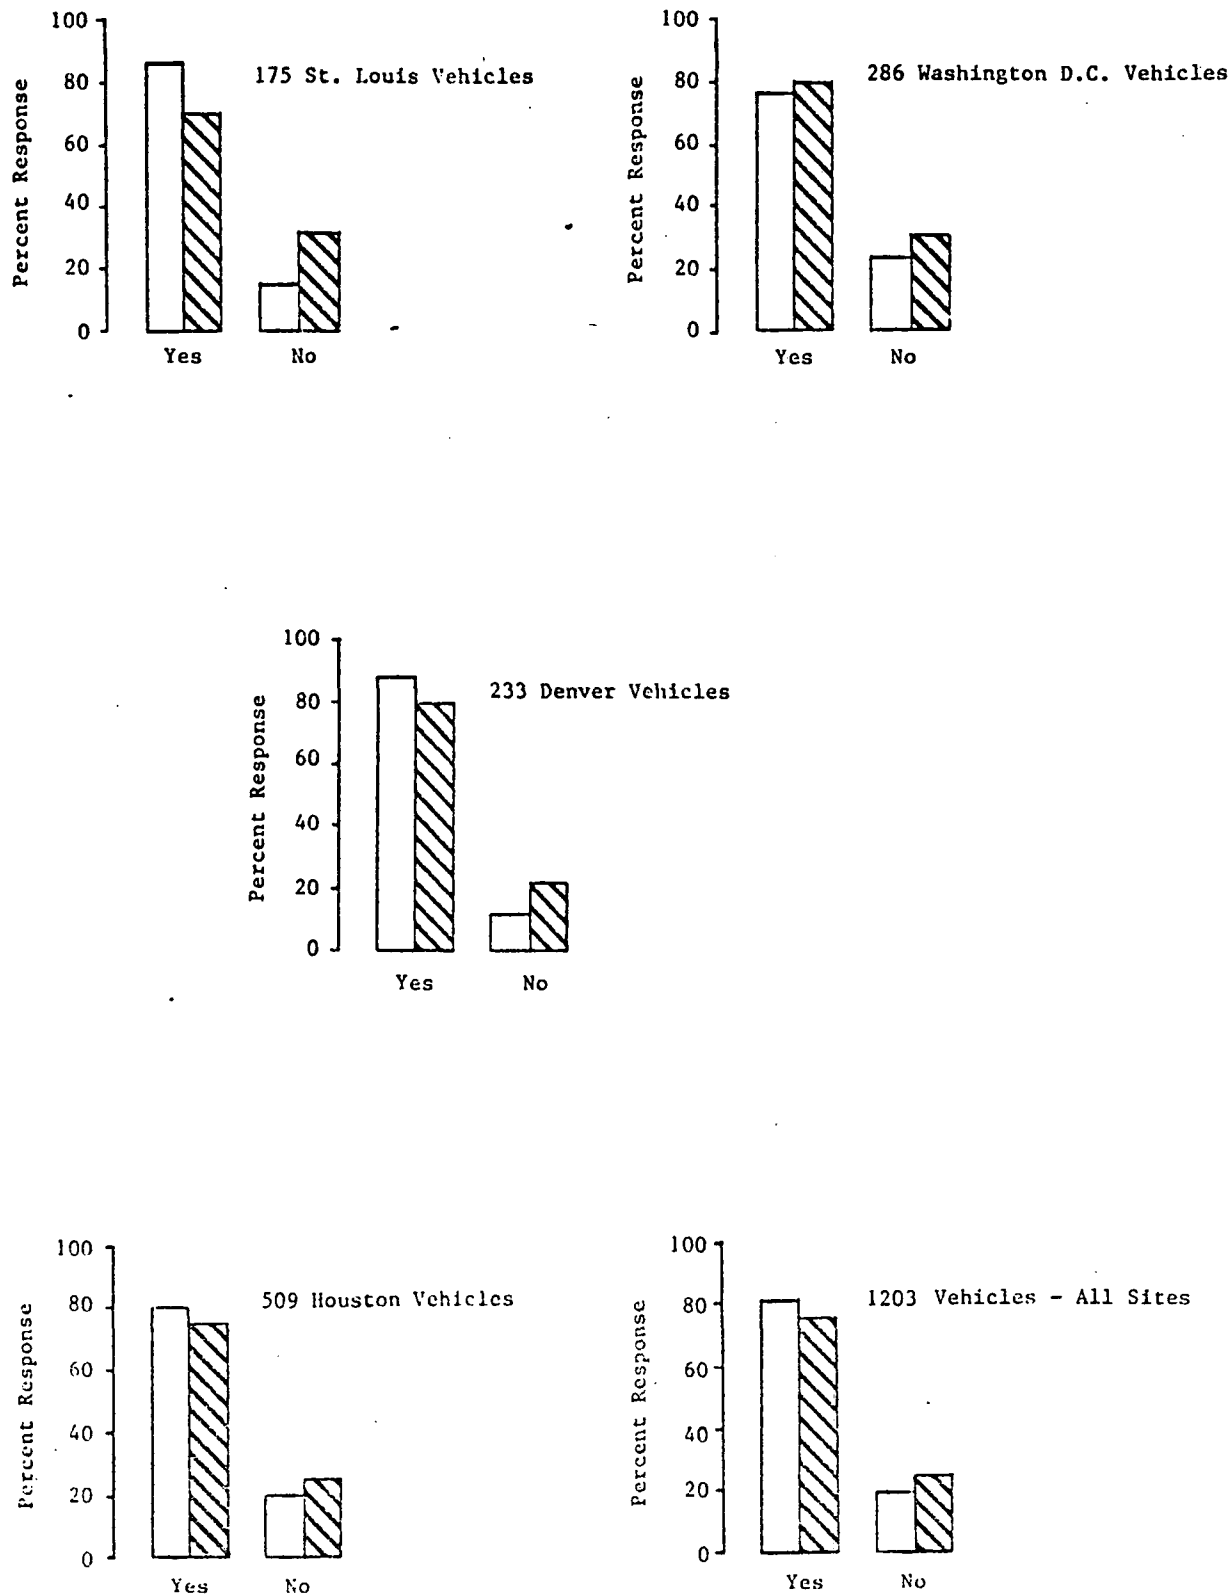 Percent Response
100
80
60
40
20
0
175 St. Louis Vehicles
Yes No
Percent Response
100
80
60
40
20
0
286 Washington D.C. Vehicles
Yes No
Percent Response
100
80
60
40
20
0
233 Denver Vehicles
Yes No
Percent Response
100
80
60
40
20
0
509 Houston Vehicles
Yes No
Percent Response
100
80
60
40
20
0
1203 Vehicles - All Sites
Yes No